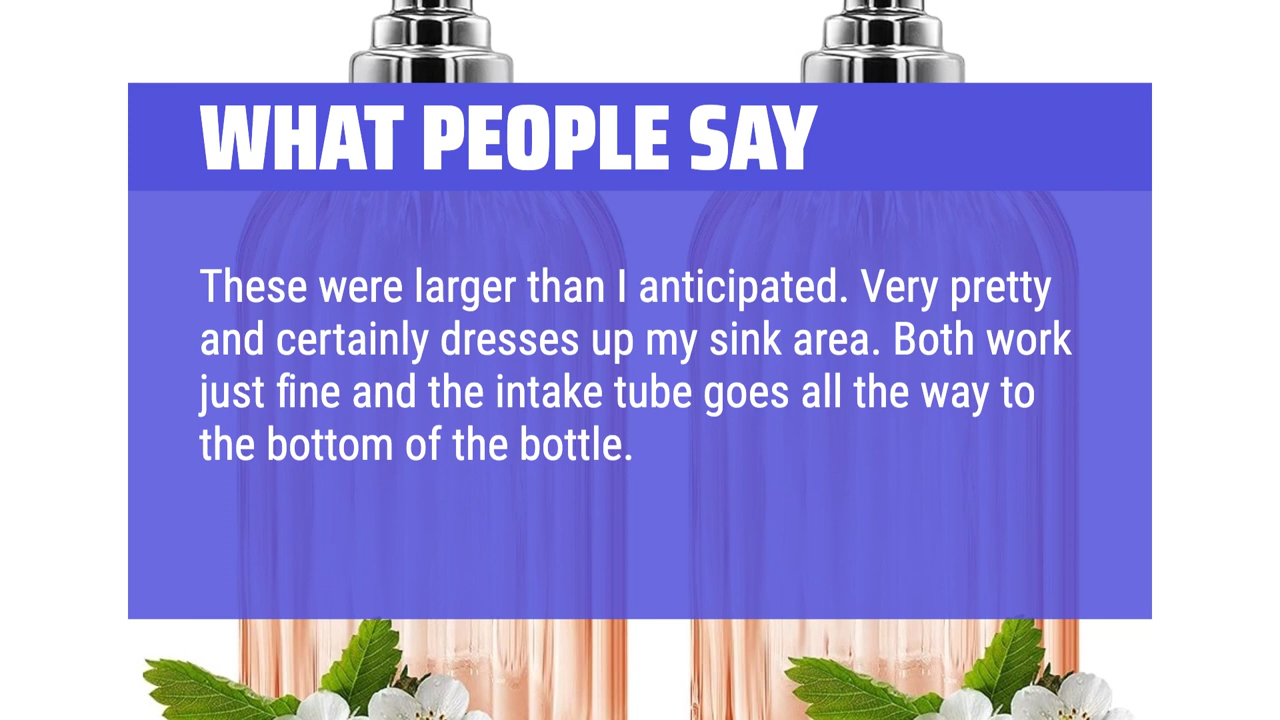 WHAT PEOPLE SAY
These were larger than I anticipated. Very pretty
and certainly dresses up my sink area. Both work
just fine and the intake tube goes all the way to
the bottom of the bottle.